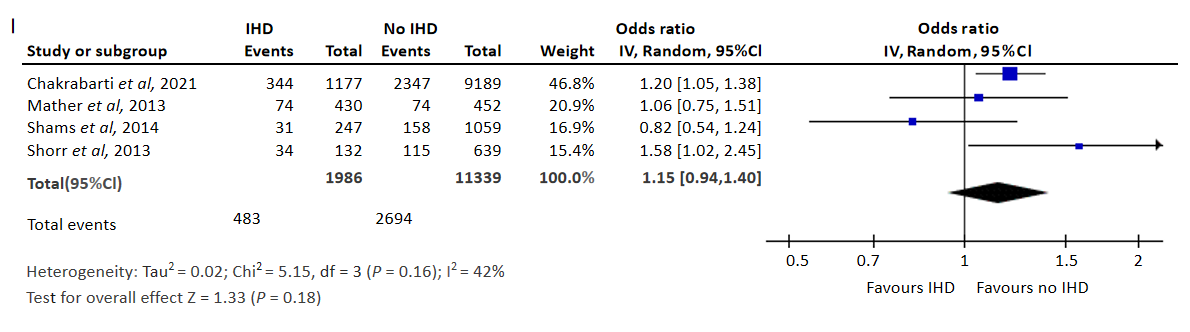 I
IHD No IHD Odds ratio Odds ratio
Study or subgroup Events Total Events Total Weight IV, Random, 95%CI IV, Random, 95%CI
Chakrabarti et al, 2021 344 1177 2347 9189 46.8% 1.20 [1.05, 1.38]
Mather et al, 2013 74 430 74 452 20.9% 1.06 [0.75, 1.51]
Shams et al, 2014 31 247 158 1059 16.9% 0.82 [0.54, 1.24]
Shorr et al, 2013 34 132 115 639 15.4% 1.58 [1.02, 2.45]
Total(95%CI) 1986 11339 100.0% 1.15 [0.94,1.40]
Total events 483 2694
Heterogeneity: Tau² = 0.02; Chi² = 5.15, df = 3 (P = 0.16); I² = 42%
Test for overall effect Z = 1.33 (P = 0.18)
0.5 0.7 1 1.5 2
Favours IHD Favours no IHD